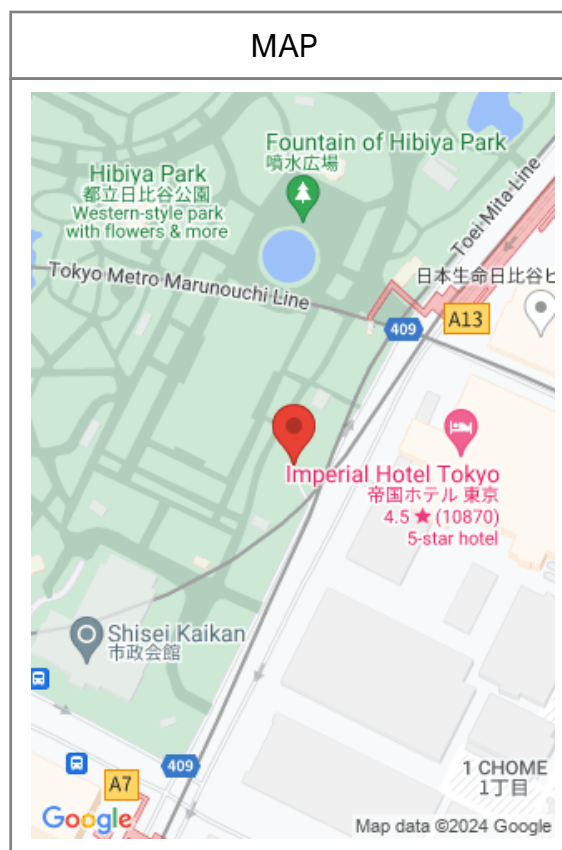 MAP
Fountain of Hibiya Park
噴水広場
Hibiya Park
都立日比谷公園
Western-style park
with flowers & more
Toei Mita Line
Tokyo Metro Marunouchi Line
日本生命日比谷ビ
409
A13
Imperial Hotel Tokyo
帝国ホテル 東京
4.5 ★ (10870)
5-star hotel
Shisei Kaikan
市政会館
409
A7
1 CHOME
1丁目
Google
Map data ©2024 Google